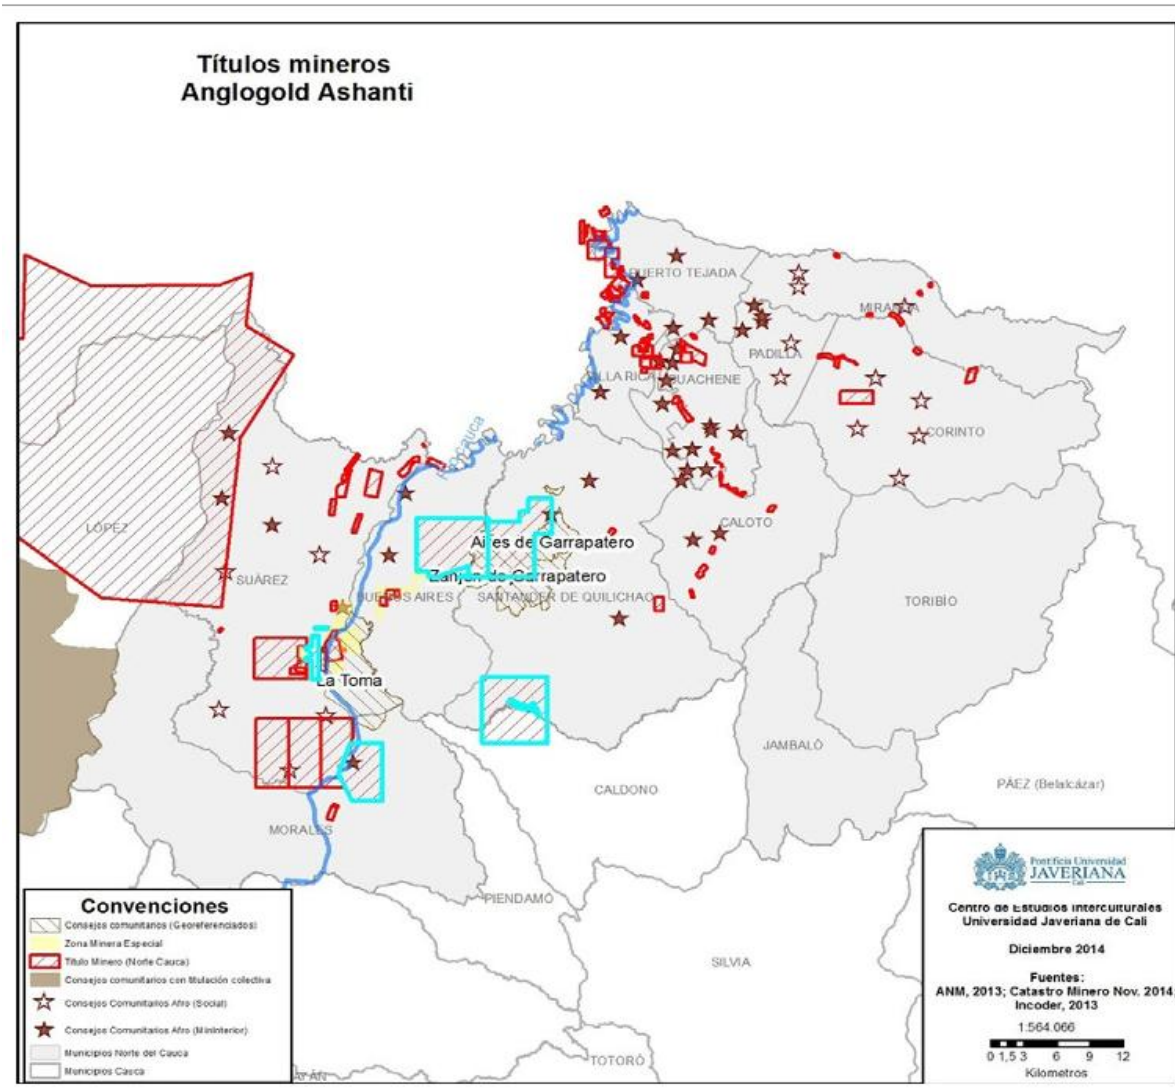 Títulos mineros
Anglogold Ashanti
PUERTO TEJADA
MIRANDA
PADILLA
VILLA RICA
GUACHENE
CORINTO
Rio Cauca
LÓPEZ
CALOTO
Aires de Garrapatero
SUÁREZ
Zanjon de Garrapatero
BUENOS AIRES
SANTANDER DE QUILICHAO
TORIBÍO
La Toma
JAMBALÓ
CALDONO
PÁEZ (Belalcázar)
MORALES
PIENDAMÓ
SILVIA
TOTORÓ
Convenciones
Consejos comunitarios (Georeferenciados)
Zona Minera Especial
Título Minero (Norte Cauca)
Consejos comunitarios con titulación colectiva
Consejos Comunitarios Afro (Social)
Consejos Comunitarios Afro (MinInterior)
Municipios Norte del Cauca
Municipios Cauca
Pontificia Universidad
JAVERIANA
Cali
Centro de Estudios Interculturales
Universidad Javeriana de Cali
Diciembre 2014
Fuentes:
ANM, 2013; Catastro Minero Nov. 2014
Incoder, 2013
1:564.066
0 1,5 3 6 9 12
Kilometros